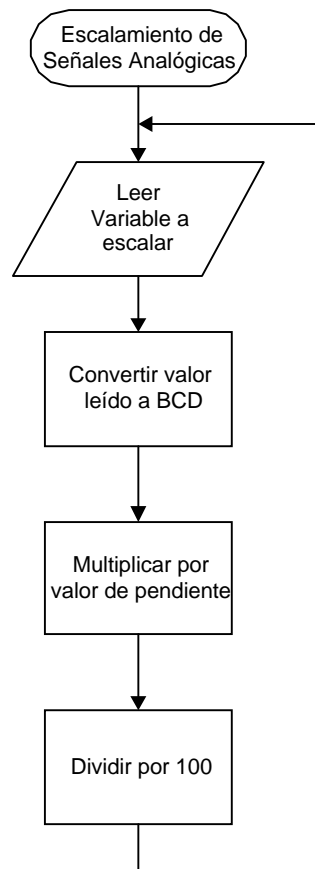 Escalamiento de
Señales Analógicas
Leer
Variable a
escalar
Convertir valor
leído a BCD
Multiplicar por
valor de pendiente
Dividir por 100